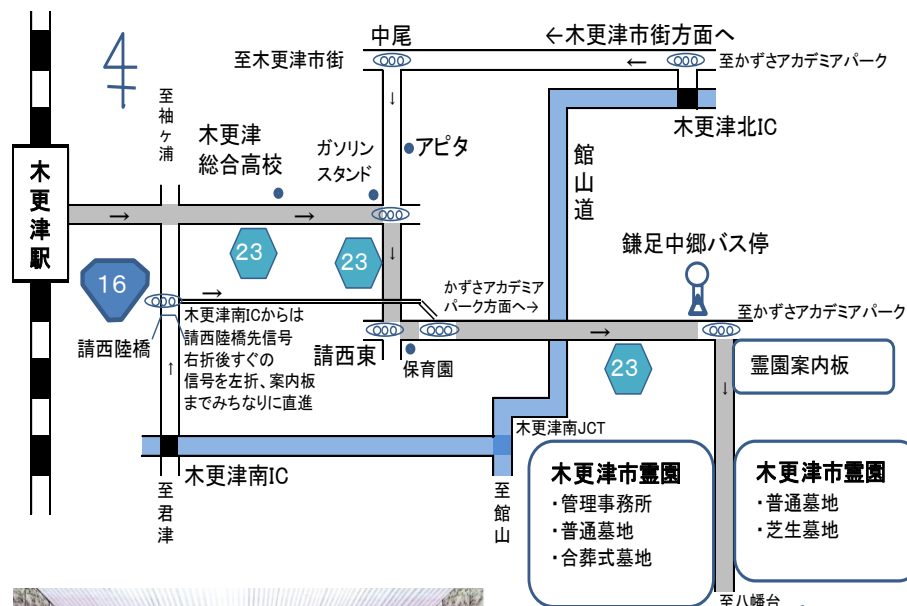 中尾
←木更津市街方面へ
至木更津市街
←
至かずさアカデミアパーク
木更津北IC
至袖ヶ浦
木更津
総合高校
ガソリン
スタンド
↓
アピタ
館山道
木更津駅
→
→
23
23
↓
鎌足中郷バス停
16
かずさアカデミア
パーク方面へ→
至かずさアカデミアパーク
請西陸橋
木更津南ICからは
請西陸橋先信号
右折後すぐの
信号を左折、案内板
までみちなりに直進
↑
請西東
保育園
→
23
霊園案内板
↓
木更津南JCT
木更津南IC
至君津
至館山
木更津市霊園
・管理事務所
・普通墓地
・合葬式墓地
木更津市霊園
・普通墓地
・芝生墓地
至八幡台